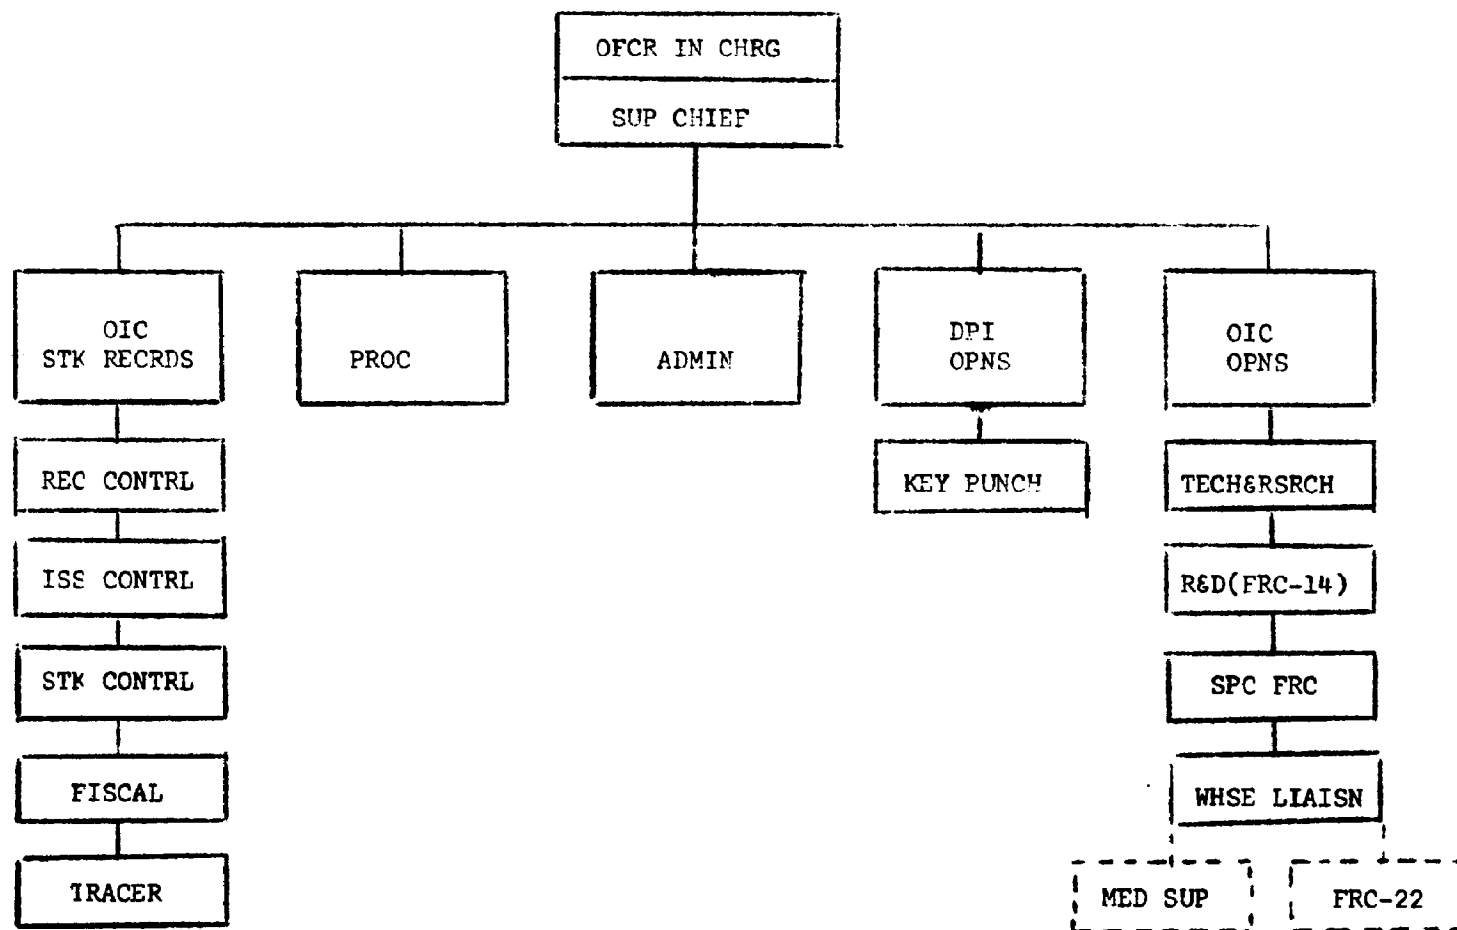 OFCR IN CHRG
SUP CHIEF
OIC
STK RECRDS
PROC
ADMIN
DPI
OPNS
OIC
OPNS
REC CONTRL
KEY PUNCH
TECH&RSRCH
ISS CONTRL
R&D(FRC-14)
STK CONTRL
SPC FRC
FISCAL
WHSE LIAISN
TRACER
MED SUP
FRC-22